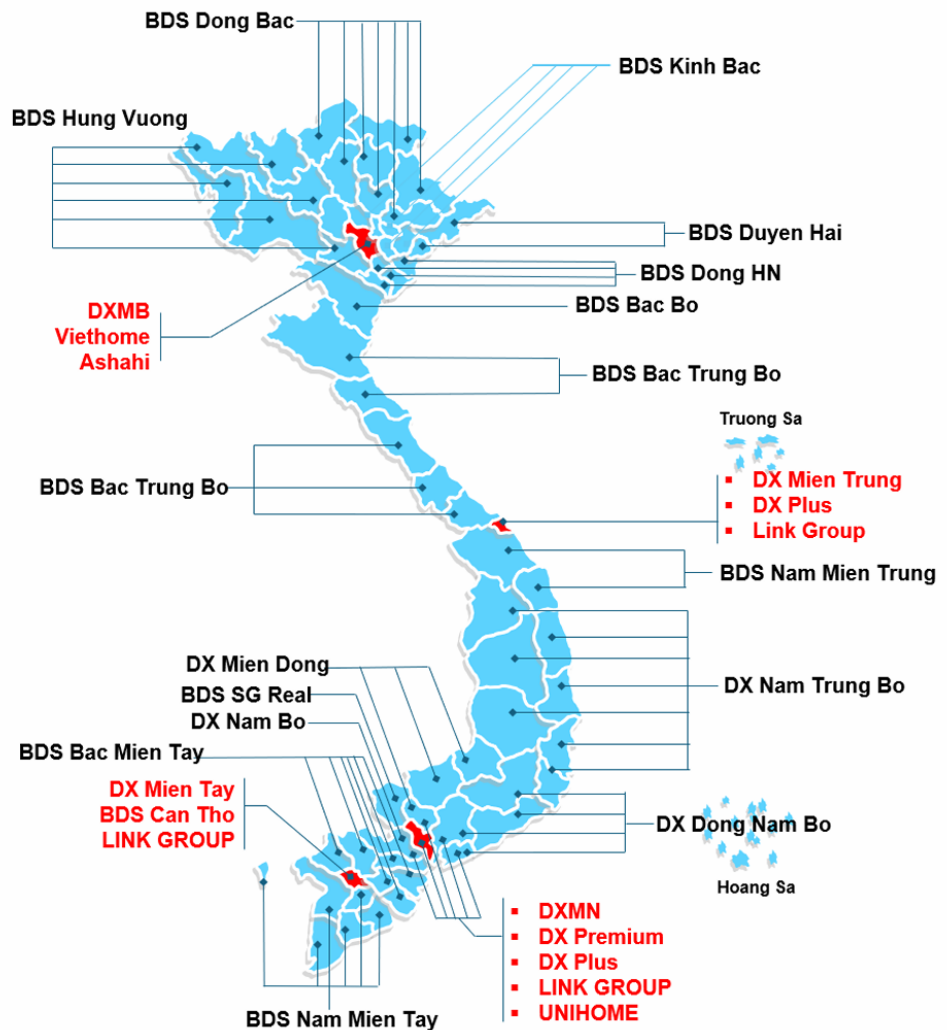 BDS Dong Bac
BDS Kinh Bac
BDS Hung Vuong
BDS Duyen Hai
BDS Dong HN
BDS Bac Bo
DXMB
Viethome
Ashahi
BDS Bac Trung Bo
Truong Sa
BDS Bac Trung Bo
DX Mien Trung
DX Plus
Link Group
BDS Nam Mien Trung
DX Mien Dong
BDS SG Real
DX Nam Trung Bo
DX Nam Bo
BDS Bac Mien Tay
DX Mien Tay
BDS Can Tho
LINK GROUP
DX Dong Nam Bo
Hoang Sa
DXMN
DX Premium
DX Plus
LINK GROUP
UNIHOME
BDS Nam Mien Tay